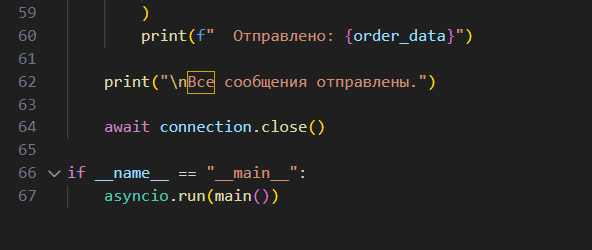 59 )
60 print(f"  Отправлено: {order_data}")
61
62 print("\nВсе сообщения отправлены.")
63
64 await connection.close()
65
66 if __name__ == "__main__":
67 asyncio.run(main())